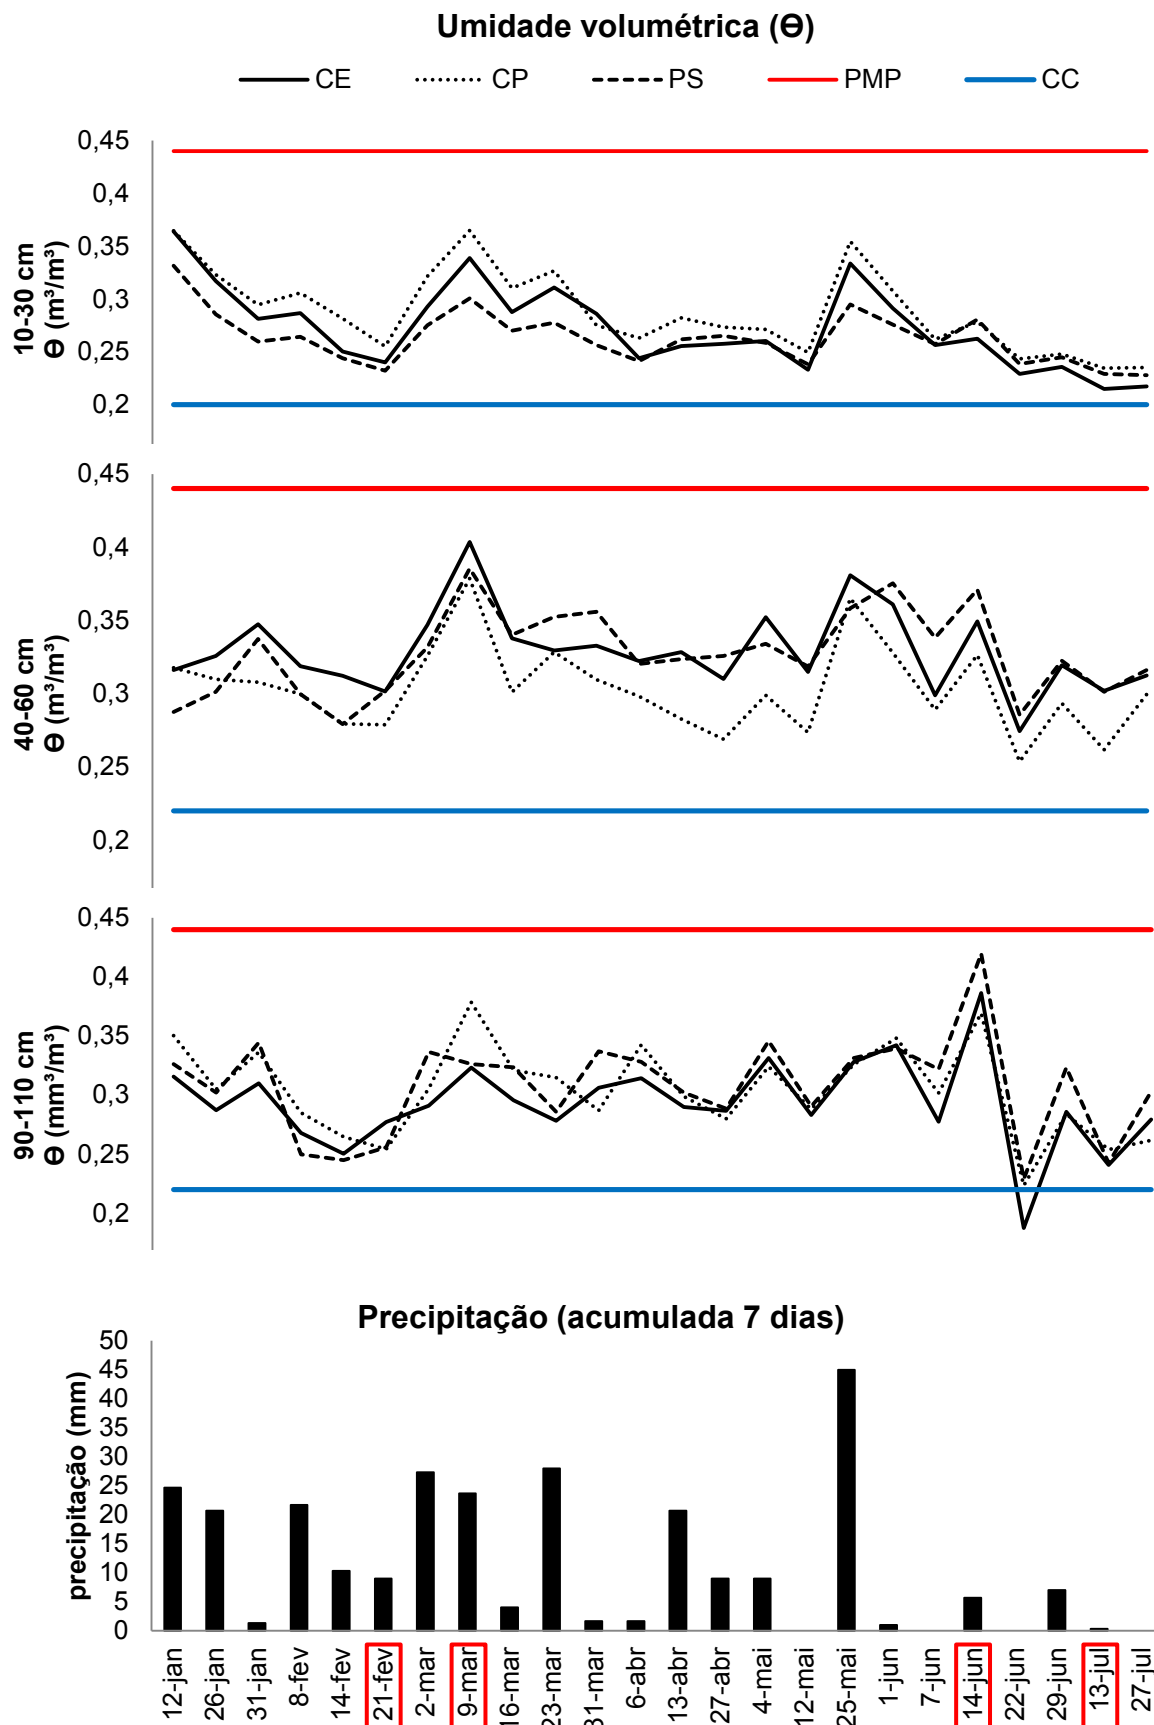 Umidade volumétrica (Ɵ)
CE CP PS PMP CC
10-30 cm
Ɵ (m³/m³)
0,45
0,4
0,35
0,3
0,25
0,2
40-60 cm
Ɵ (m³/m³)
0,45
0,4
0,35
0,3
0,25
0,2
90-110 cm
Ɵ (mm³/m³)
0,45
0,4
0,35
0,3
0,25
0,2
Precipitação (acumulada 7 dias)
precipitação (mm)
50
45
40
35
30
25
20
15
10
5
0
12-jan
26-jan
31-jan
8-fev
14-fev
21-fev
2-mar
9-mar
16-mar
23-mar
31-mar
6-abr
13-abr
27-abr
4-mai
12-mai
25-mai
1-jun
7-jun
14-jun
22-jun
29-jun
13-jul
27-jul